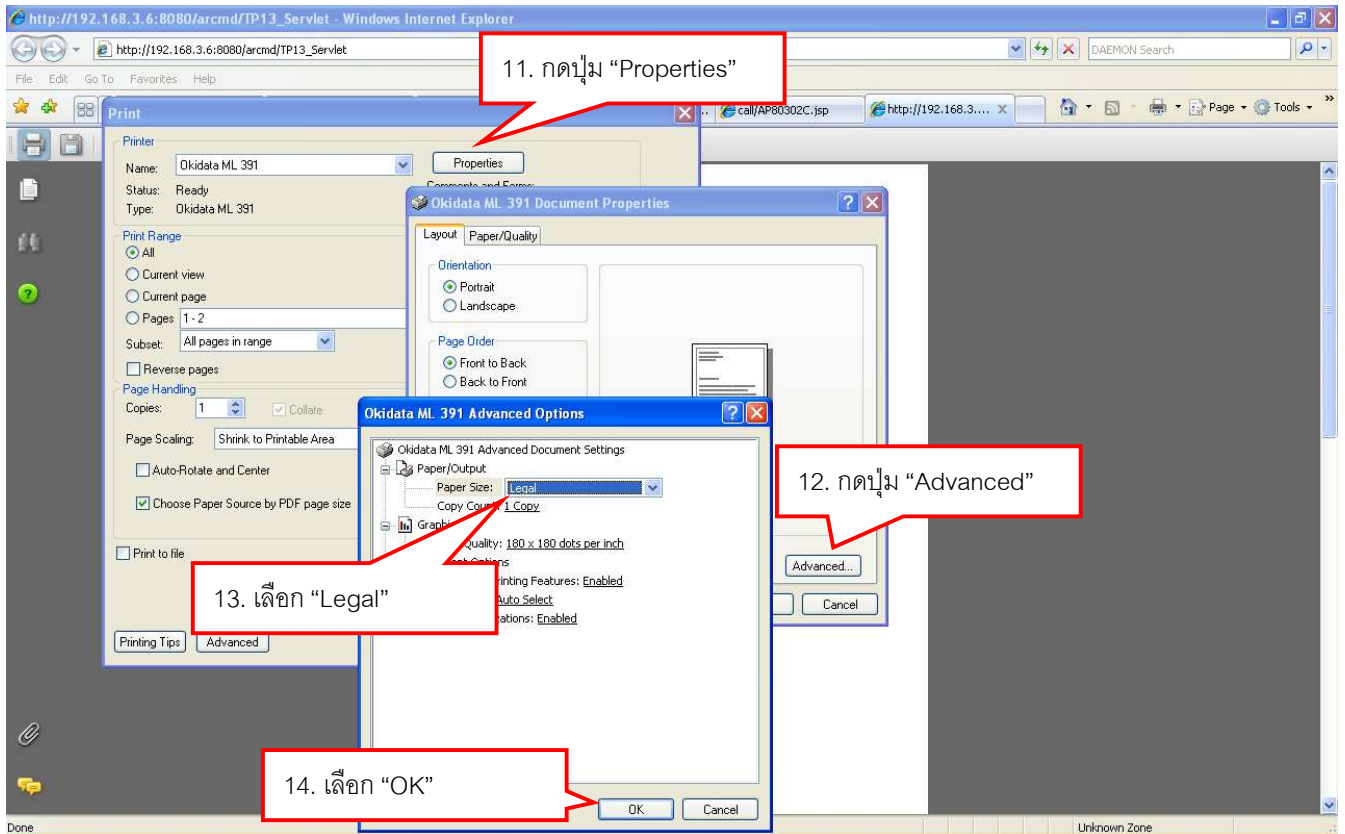 http://192.168.3.6:8080/arcmd/TP13_Servlet - Windows Internet Explorer
http://192.168.3.6:8080/arcmd/TP13_Servlet
DAEMON Search
File Edit Go To Favorites Help
call/AP80302C.jsp
http://192.168.3....
Page
Tools
11. กดปุ่ม “Properties”
Print
Printer
Name: Okidata ML 391
Properties
Status: Ready
Type: Okidata ML 391
Comments and Forms:
Print Range
All
Current view
Current page
Pages 1 - 2
Subset: All pages in range
Reverse pages
Page Handling
Copies: 1 Collate
Page Scaling: Shrink to Printable Area
Auto-Rotate and Center
Choose Paper Source by PDF page size
Print to file
Printing Tips Advanced
Okidata ML 391 Document Properties
Layout Paper/Quality
Orientation
Portrait
Landscape
Page Order
Front to Back
Back to Front
Advanced...
Cancel
12. กดปุ่ม “Advanced”
Okidata ML 391 Advanced Options
Okidata ML 391 Advanced Document Settings
Paper/Output
Paper Size: Legal
Copy Count: 1 Copy
Quality: 180 x 180 dots per inch
Printing Features: Enabled
Auto Select
Enabled
13. เลือก “Legal”
14. เลือก “OK”
OK Cancel
Done
Unknown Zone